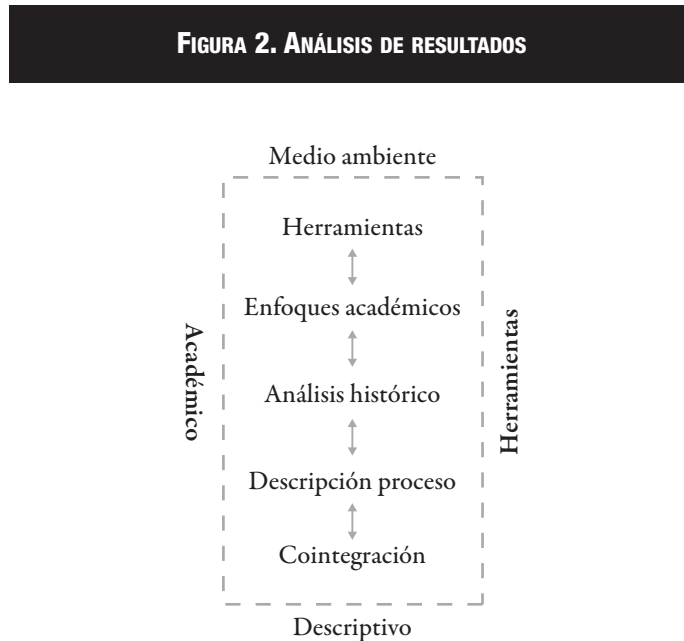 FIGURA 2. ANÁLISIS DE RESULTADOS
Medio ambiente
Herramientas
Enfoques académicos
Académico
Análisis histórico
Herramientas
Descripción proceso
Cointegración
Descriptivo